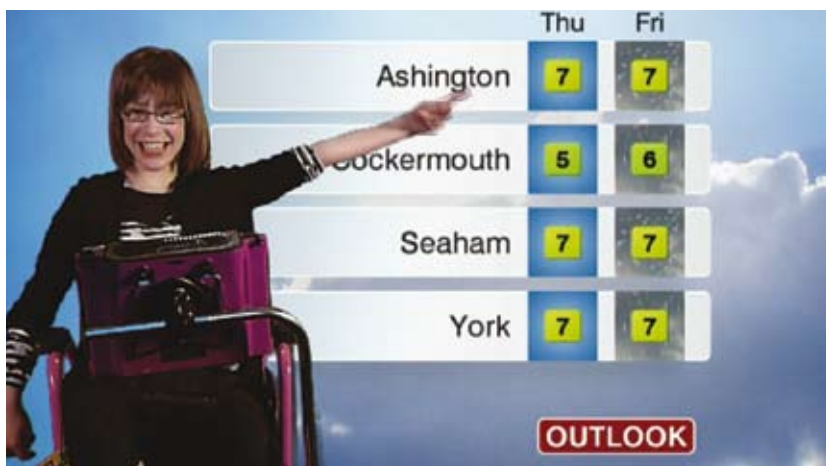 Thu Fri
Ashington 7 7
ockermouth 5 6
Seaham 7 7
York 7 7
OUTLOOK